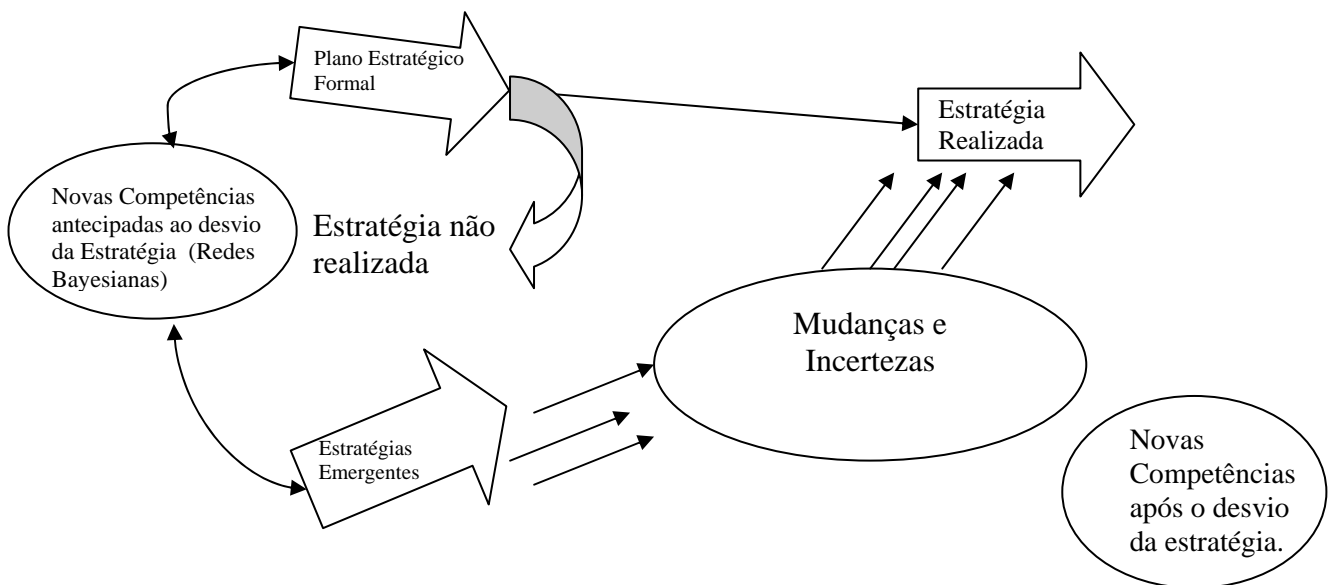 Plano Estratégico
Formal
Estratégia
Realizada
Novas Competências
antecipadas ao desvio
da Estratégia (Redes
Bayesianas)
Estratégia não
realizada
Mudanças e
Incertezas
Estratégias
Emergentes
Novas
Competências
após o desvio
da estratégia.